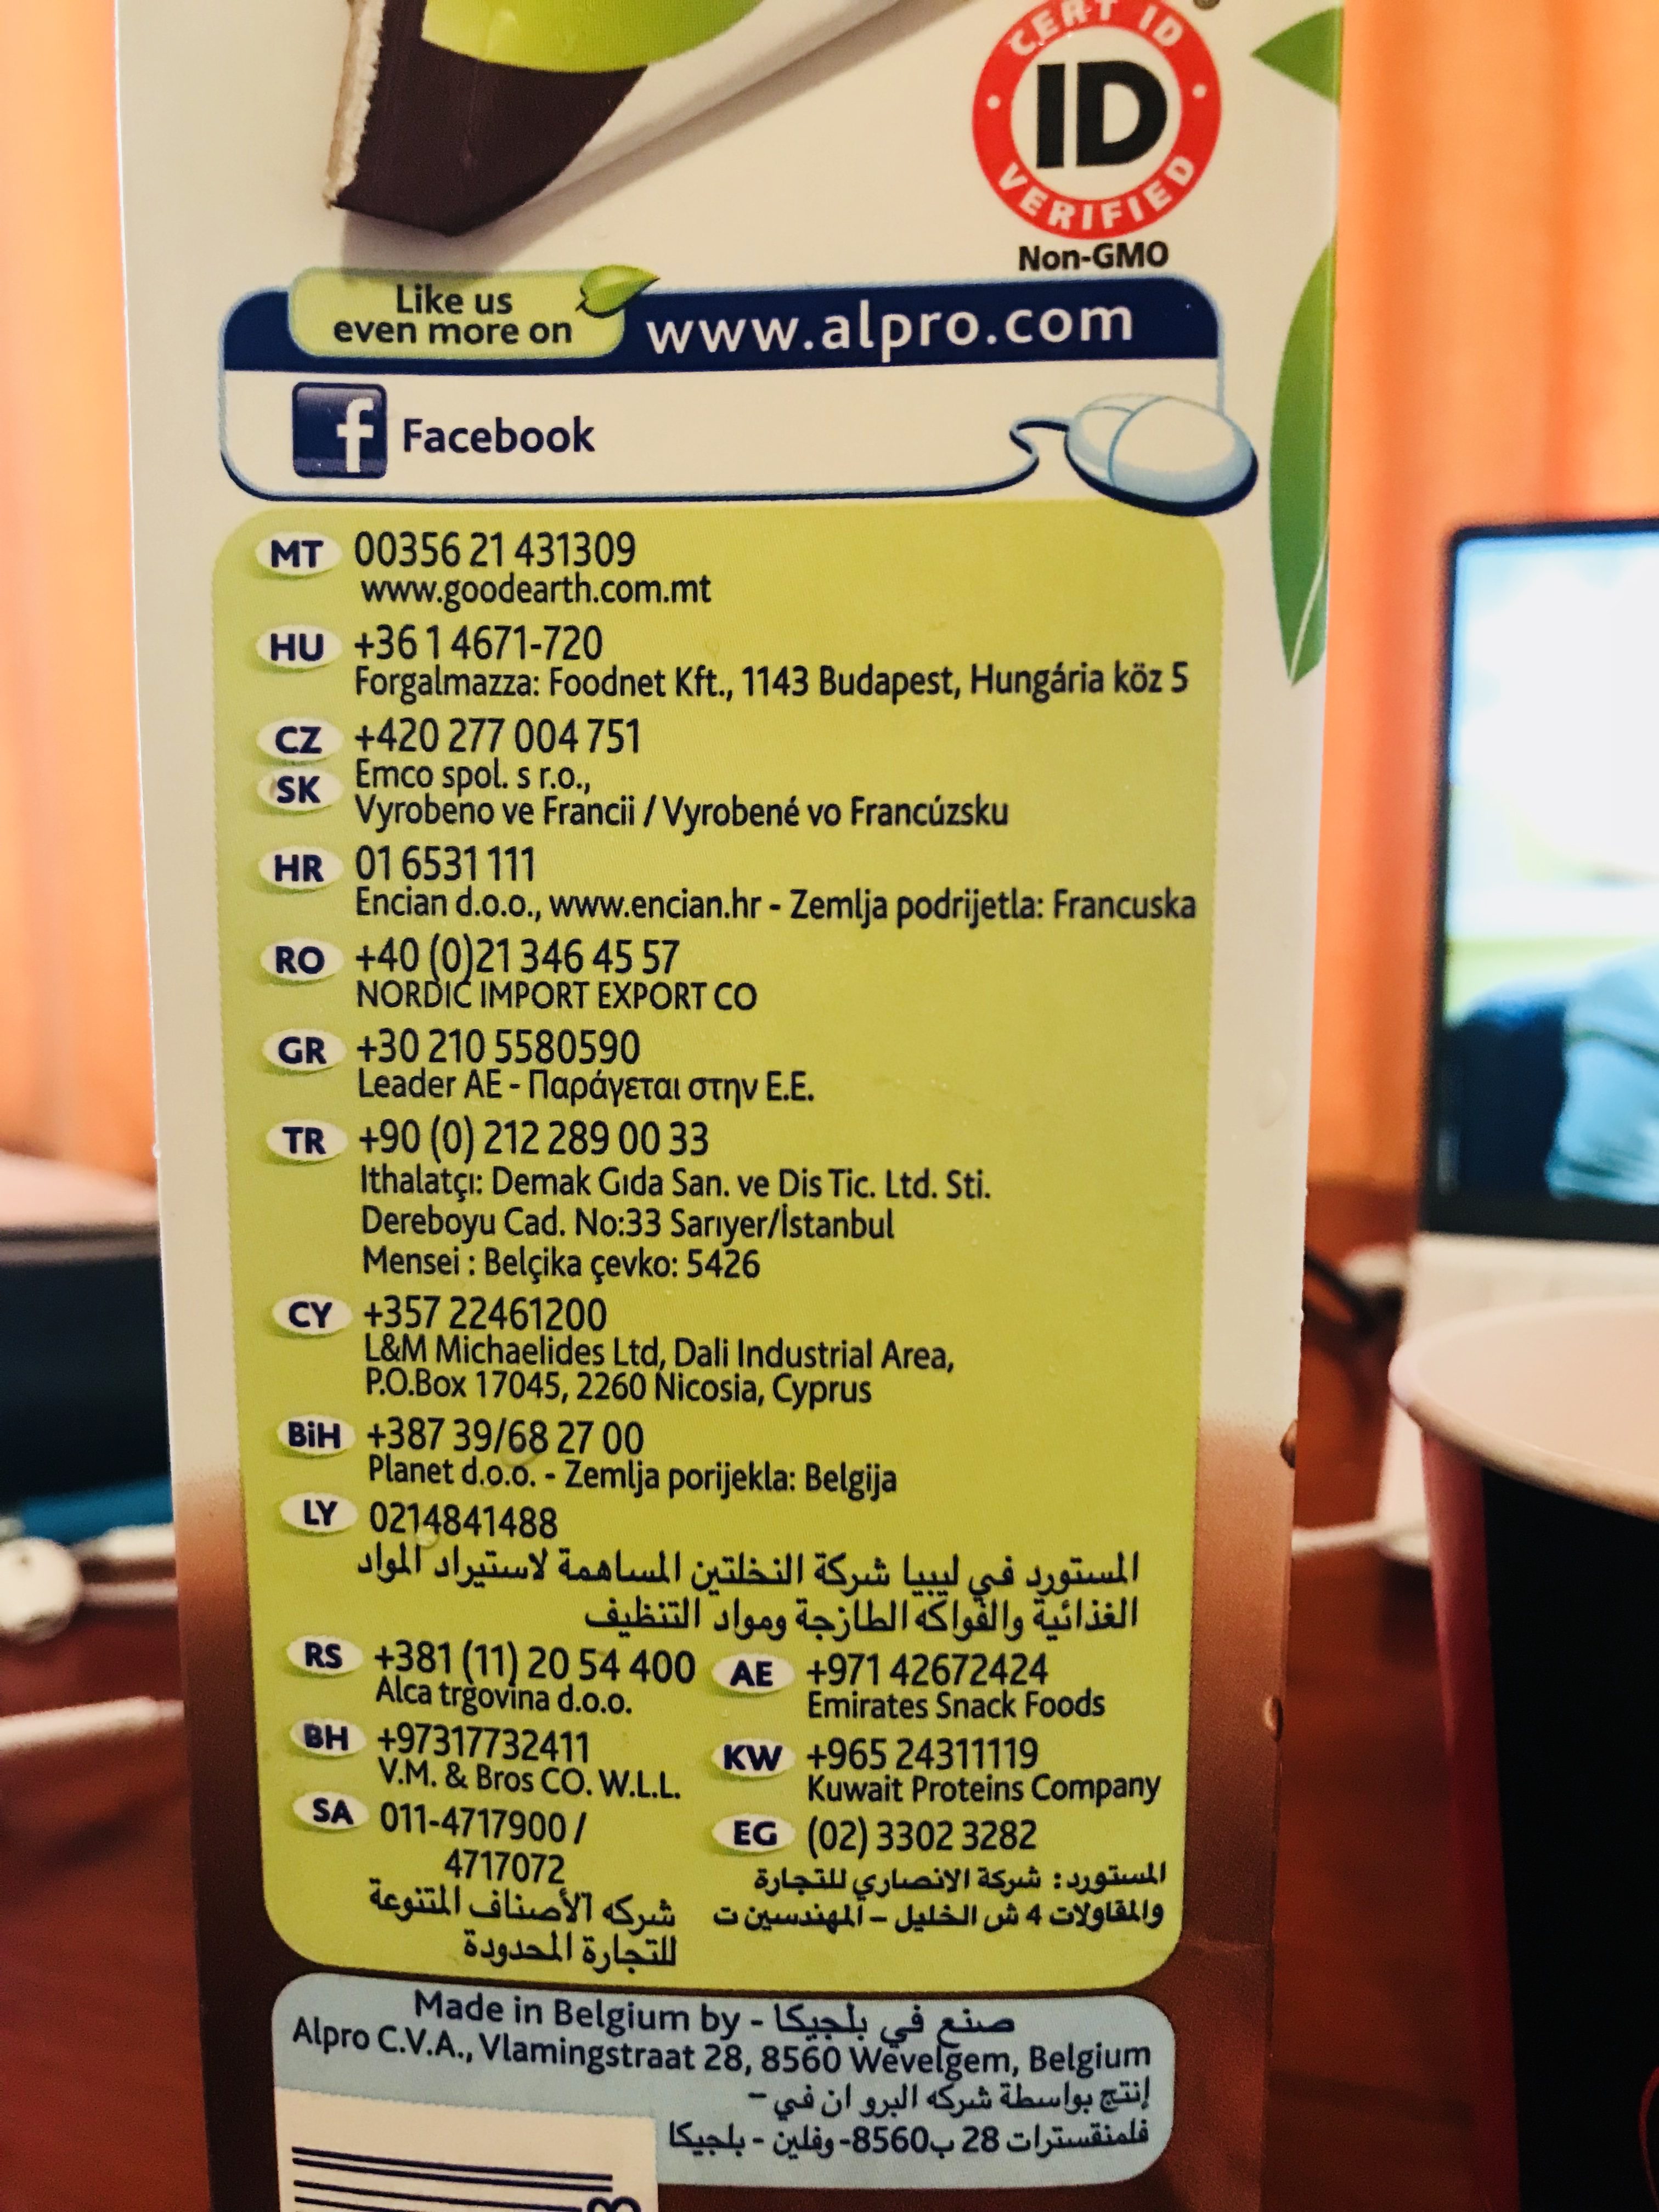 CERT ID
ID
VERIFIED
Non-GMO
Like us
even more on
www.alpro.com
f Facebook
MT 00356 21 431309
www.goodearth.com.mt
HU +36 1 4671-720
Forgalmazza: Foodnet Kft., 1143 Budapest, Hungária köz 5
CZ +420 277 004 751
SK Emco spol. s r.o.,
Vyrobeno ve Francii / Vyrobené vo Francúzsku
HR 01 6531 111
Encian d.o.o., www.encian.hr - Zemlja podrijetla: Francuska
RO +40 (0)21 346 45 57
NORDIC IMPORT EXPORT CO
GR +30 210 5580590
Leader AE - Παράγεται στην Ε.Ε.
TR +90 (0) 212 289 00 33
Ithalatçı: Demak Gıda San. ve Dis Tic. Ltd. Sti.
Dereboyu Cad. No:33 Sarıyer/İstanbul
Mensei : Belçika çevko: 5426
CY +357 22461200
L&M Michaelides Ltd, Dali Industrial Area,
P.O.Box 17045, 2260 Nicosia, Cyprus
BiH +387 39/68 27 00
Planet d.o.o. - Zemlja porijekla: Belgija
LY 0214841488
المستورد في ليبيا شركة النخلتين المساهمة لاستيراد المواد
الغذائية والفواكه الطازجة ومواد التنظيف
RS +381 (11) 20 54 400
Alca trgovina d.o.o.
AE +971 42672424
Emirates Snack Foods
BH +97317732411
V.M. & Bros CO. W.L.L.
KW +965 24311119
Kuwait Proteins Company
SA 011-4717900 /
4717072
شركه الأصناف المتنوعة
للتجارة المحدودة
EG (02) 3302 3282
المستورد: شركة الانصاري للتجارة
والمقاولات 4 ش الخليل – المهندسين ت
Made in Belgium by - صنع في بلجيكا
Alpro C.V.A., Vlamingstraat 28, 8560 Wevelgem, Belgium
إنتج بواسطة شركه البرو ان في –
فلمنقسترات 28 ب8560- وفلين - بلجيكا